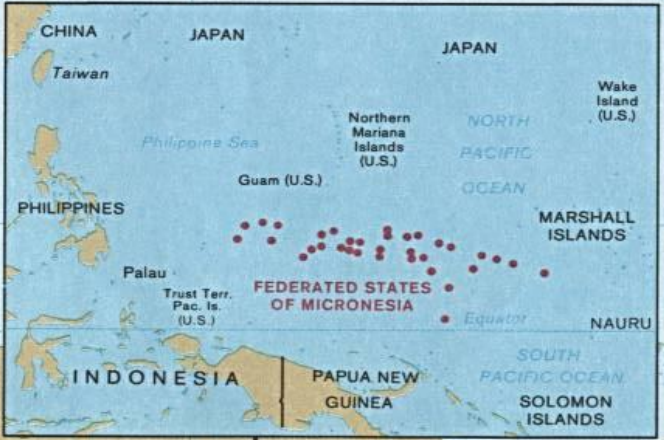 CHINA
JAPAN
JAPAN
Taiwan
Wake
Island
(U.S.)
Northern
Mariana
Islands
(U.S.)
NORTH
PACIFIC
OCEAN
Philippine Sea
Guam (U.S.)
PHILIPPINES
MARSHALL
ISLANDS
Palau
Trust Terr.
Pac. Is.
(U.S.)
FEDERATED STATES
OF MICRONESIA
Equator
NAURU
SOUTH
PACIFIC OCEAN
INDONESIA
PAPUA NEW
GUINEA
SOLOMON
ISLANDS